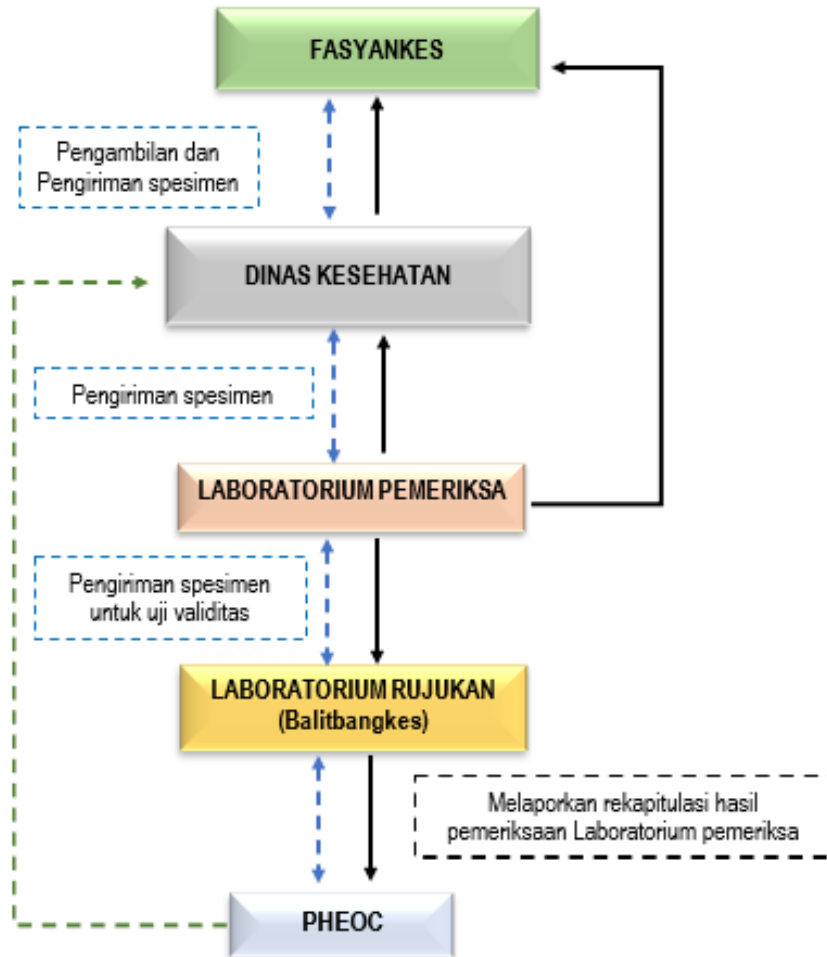 FASYANKES
Pengambilan dan
Pengiriman spesimen
DINAS KESEHATAN
Pengiriman spesimen
LABORATORIUM PEMERIKSA
Pengiriman spesimen
untuk uji validitas
LABORATORIUM RUJUKAN
(Balitbangkes)
Melaporkan rekapitulasi hasil
pemeriksaan Laboratorium pemeriksa
PHEOC